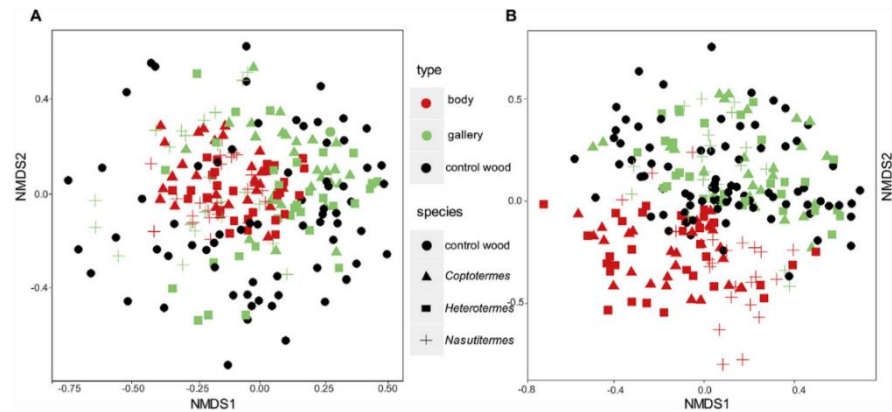 A
B
NMDS2
0.4
0.0
-0.4
-0.75
-0.50
-0.25
0.00
0.25
0.50
NMDS1
type
body
gallery
control wood
species
control wood
Coptotermes
Heterotermes
Nasutitermes
NMDS2
0.5
0.0
-0.5
-0.8
-0.4
0.0
0.4
NMDS1